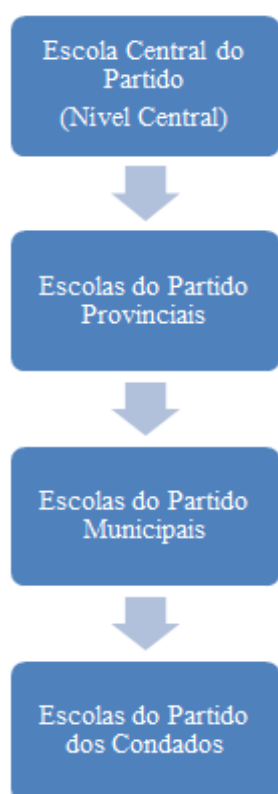 Escola Central do
Partido
(Nível Central)
Escolas do Partido
Provinciais
Escolas do Partido
Municipais
Escolas do Partido
dos Condados